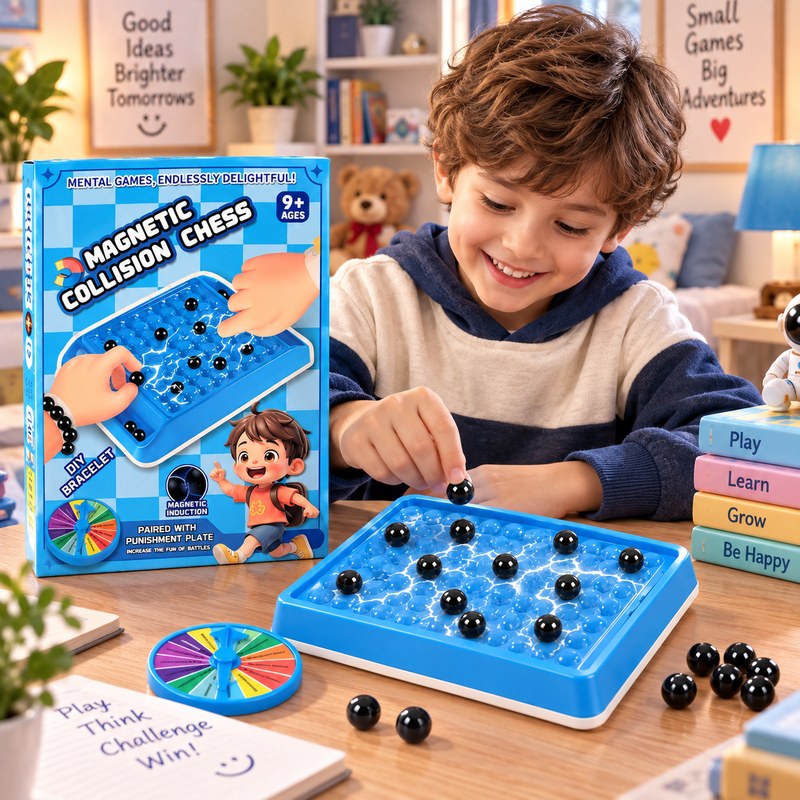 Good
Ideas
Brighter
Tomorrows
Small
Games
Big
Adventures
MENTAL GAMES, ENDLESSLY DELIGHTFUL!
9+
AGES
MAGNETIC
COLLISION CHESS
DIY
BRACELET
MAGNETIC
INDUCTION
PAIRED WITH
PUNISHMENT PLATE
INCREASE THE FUN OF BATTLES
Play
Learn
Grow
Be Happy
Play
Think
Challenge
Win!